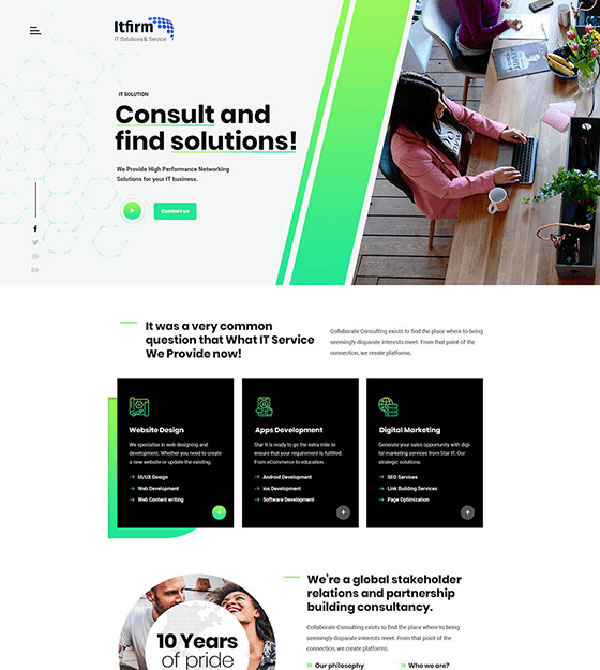 Itfirm
IT Solutions & Service
IT SOLUTION
Consult and
find solutions!
We Provide High Performance Networking
Solutions for your IT business.
Contact us
Be
It was a very common
question that What IT Service
We Provide now!
Collaborate Consulting exists to find the place where to being
seemingly disparate interests meet. From that point of the
connection, we create platforms.
Website Design
We specialise in web designing and
development. Whether you need to create
a new website or update the existing.
UI/UX Design
Web Development
Web Content writing
Apps Development
Star! It is ready to go the extra mile to
ensure that your requirement is fulfilled.
From eCommerce to education.
Android Development
ios Development
Software Development
Digital Marketing
Generate your sales opportunity with digi-
tal marketing services from Star IT. Our
strategic solutions.
SEO Services
Link Building Services
Page Optimization
10 Years
of pride
We're a global stakeholder
relations and partnership
building consultancy.
Collaborate Consulting exists to find the place where to being
seemingly disparate interests meet. From that point of the
connection, we create platforms.
Our philosophy
Who we are?